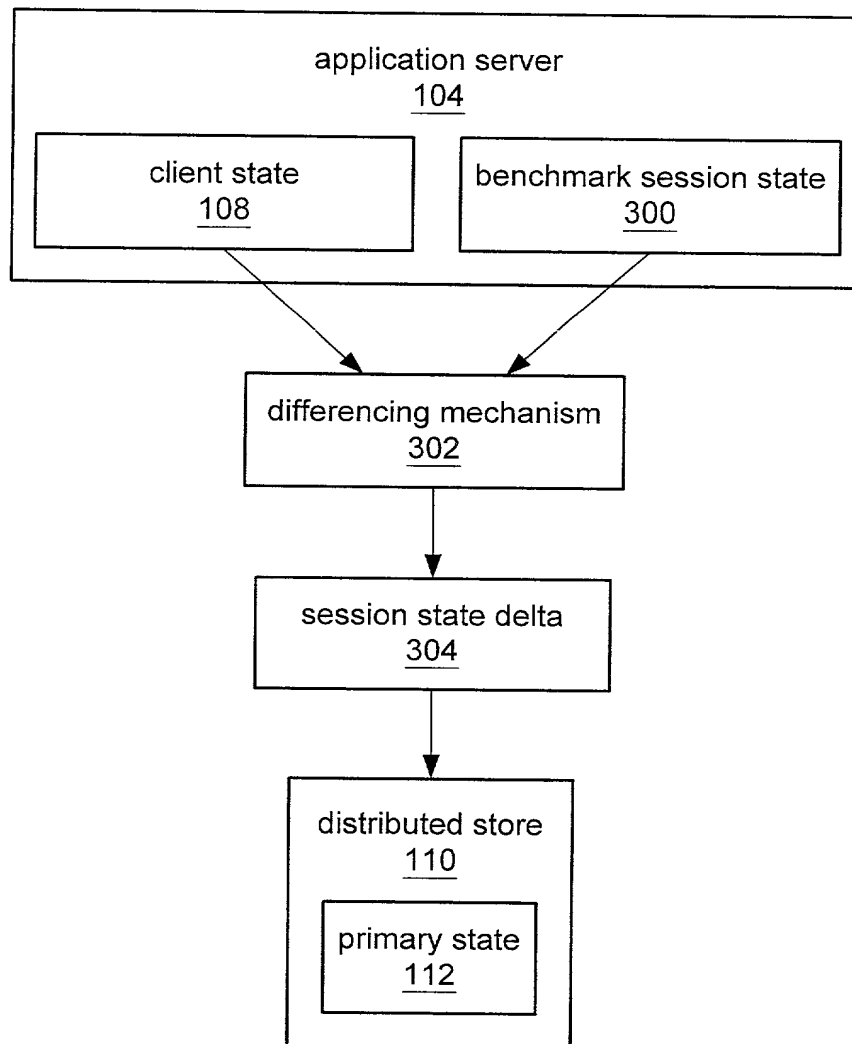 application server
104
client state
108
benchmark session state
300
differencing mechanism
302
session state delta
304
distributed store
110
primary state
112